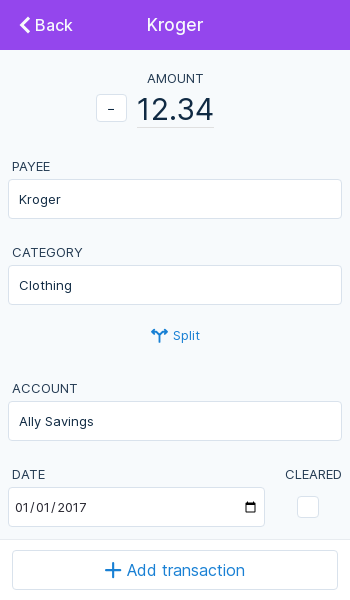 Back
Kroger
AMOUNT
- 12.34
PAYEE
Kroger
CATEGORY
Clothing
Split
ACCOUNT
Ally Savings
DATE
CLEARED
01/01/2017
Add transaction